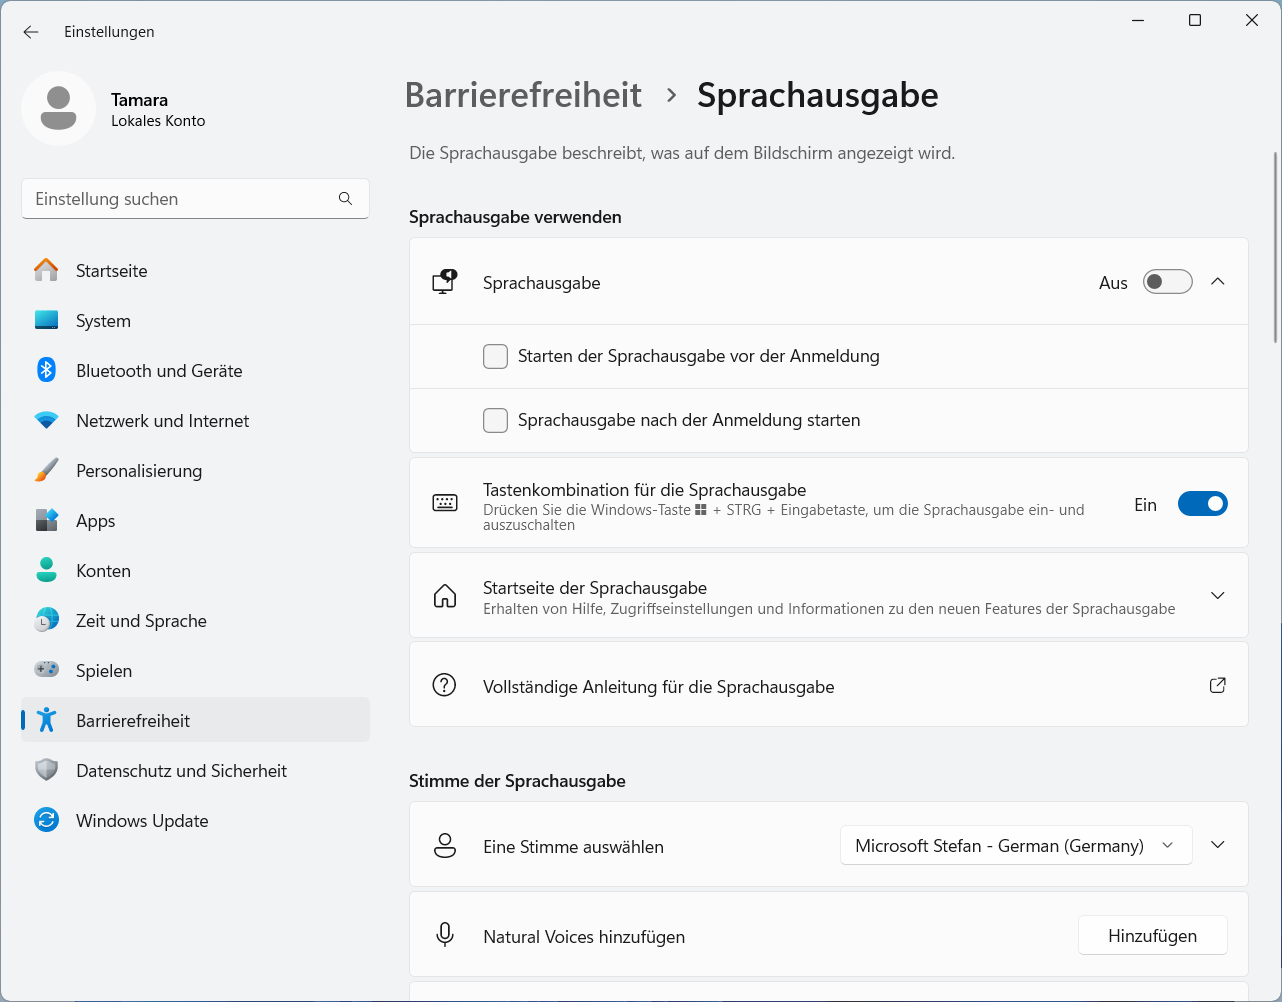 Einstellungen
Tamara
Lokales Konto
Einstellung suchen
Startseite
System
Bluetooth und Geräte
Netzwerk und Internet
Personalisierung
Apps
Konten
Zeit und Sprache
Spielen
Barrierefreiheit
Datenschutz und Sicherheit
Windows Update
Barrierefreiheit › Sprachausgabe
Die Sprachausgabe beschreibt, was auf dem Bildschirm angezeigt wird.
Sprachausgabe verwenden
Sprachausgabe Aus
Starten der Sprachausgabe vor der Anmeldung
Sprachausgabe nach der Anmeldung starten
Tastenkombination für die Sprachausgabe
Drücken Sie die Windows-Taste + STRG + Eingabetaste, um die Sprachausgabe ein- und
auszuschalten
Ein
Startseite der Sprachausgabe
Erhalten von Hilfe, Zugriffseinstellungen und Informationen zu den neuen Features der Sprachausgabe
Vollständige Anleitung für die Sprachausgabe
Stimme der Sprachausgabe
Eine Stimme auswählen Microsoft Stefan - German (Germany)
Natural Voices hinzufügen Hinzufügen